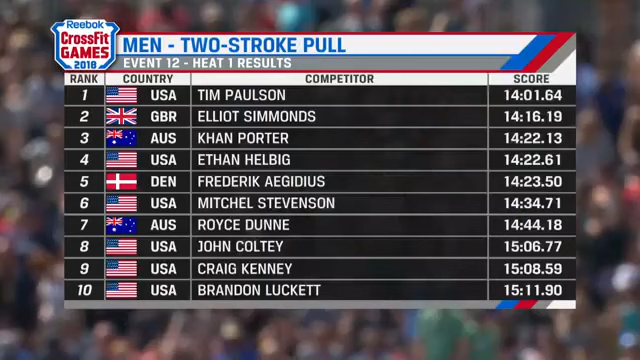 Reebok
CrossFit
GAMES
2018
MEN - TWO-STROKE PULL
EVENT 12 - HEAT 1 RESULTS
RANK COUNTRY COMPETITOR SCORE
1 USA TIM PAULSON 14:01.64
2 GBR ELLIOT SIMMONDS 14:16.19
3 AUS KHAN PORTER 14:22.13
4 USA ETHAN HELBIG 14:22.61
5 DEN FREDERIK AEGIDIUS 14:23.50
6 USA MITCHEL STEVENSON 14:34.71
7 AUS ROYCE DUNNE 14:44.18
8 USA JOHN COLTEY 15:06.77
9 USA CRAIG KENNEY 15:08.59
10 USA BRANDON LUCKETT 15:11.90